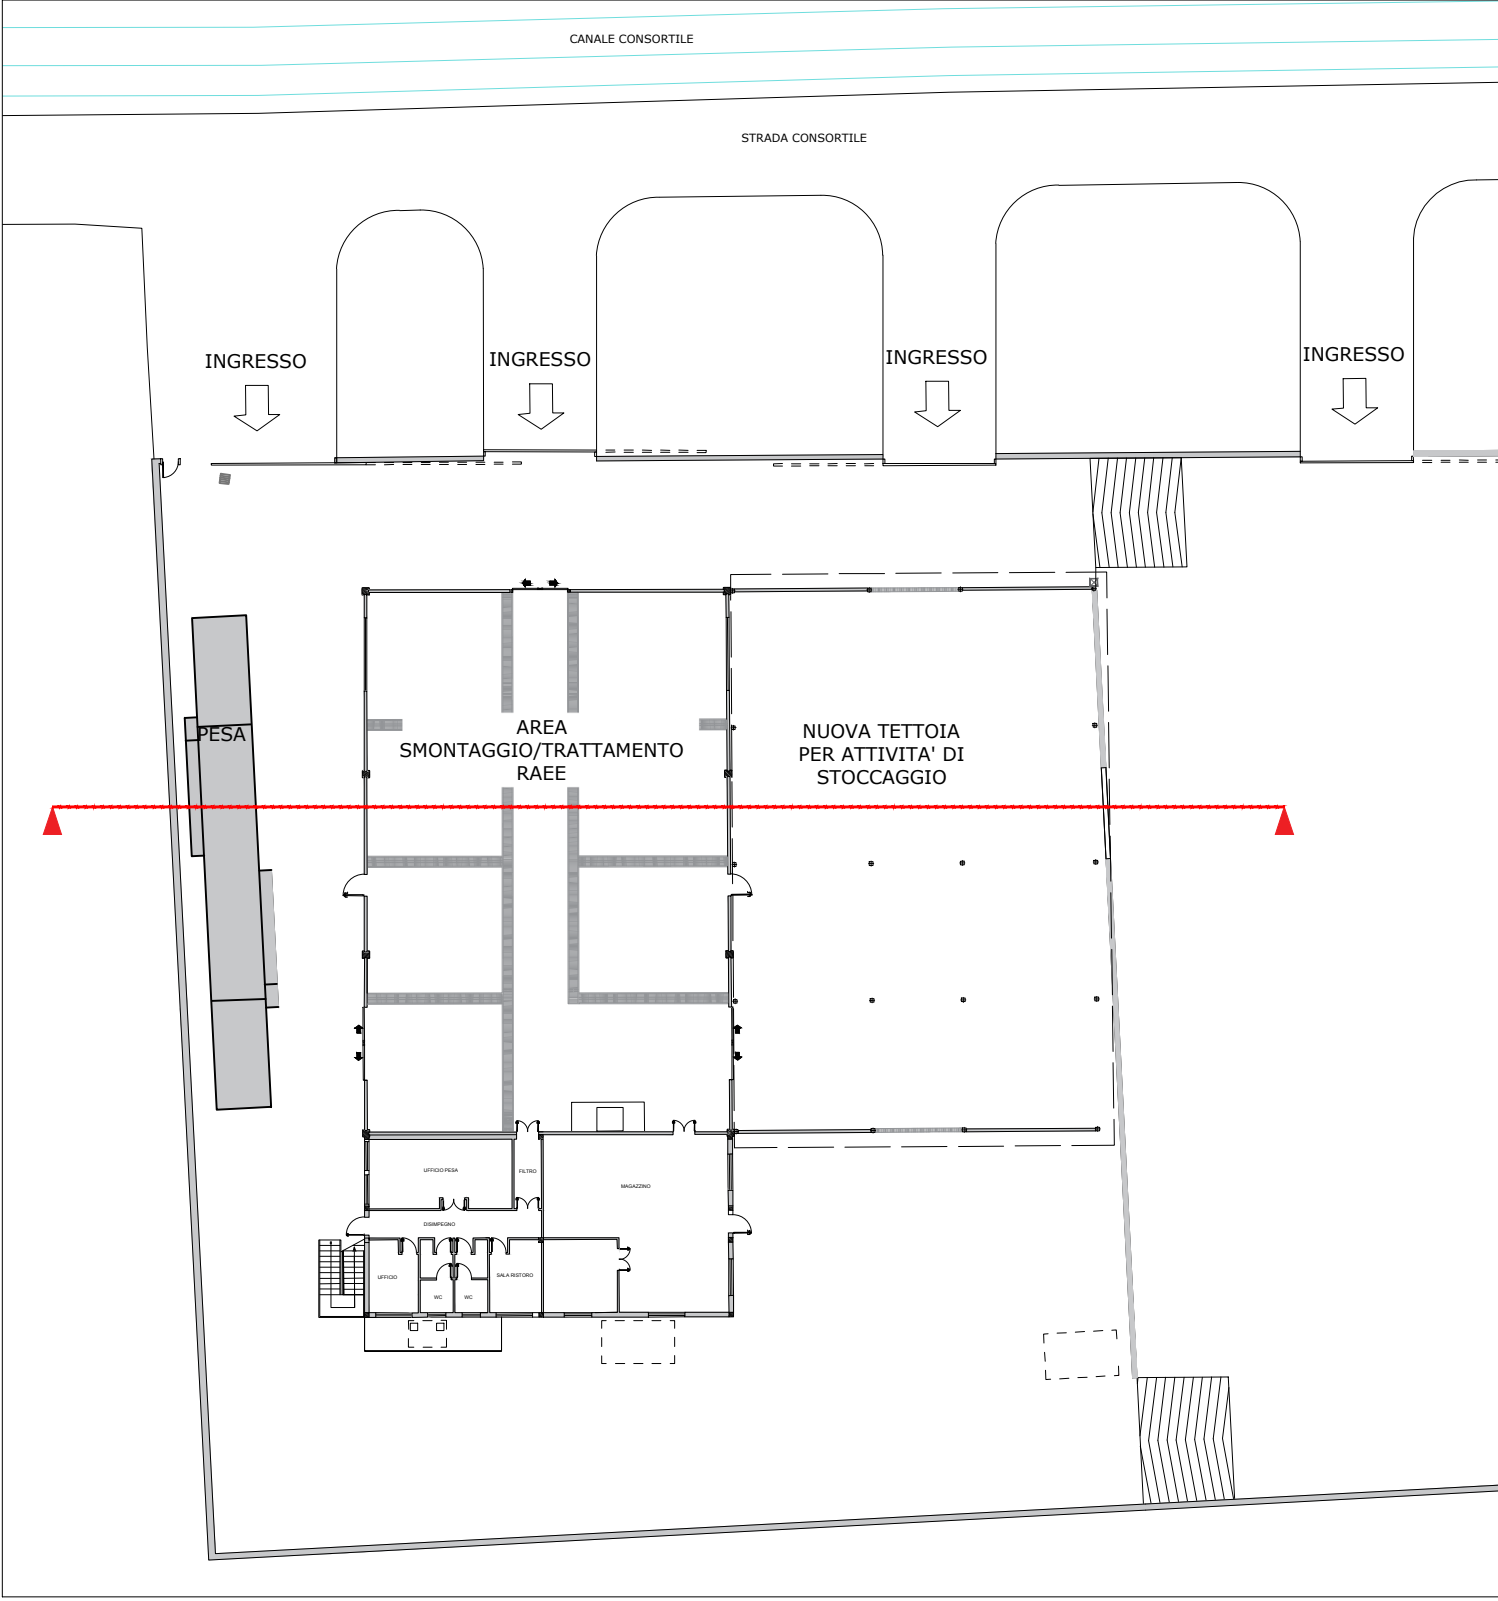 CANALE CONSORTILE
STRADA CONSORTILE
INGRESSO
INGRESSO
INGRESSO
INGRESSO
PESA
AREA
SMONTAGGIO/TRATTAMENTO
RAEE
NUOVA TETTOIA
PER ATTIVITA' DI
STOCCAGGIO
UFFICIO PESA
FILTRO
MAGAZZINO
DISIMPEGNO
UFFICIO
WC
WC
SALA RISTORO